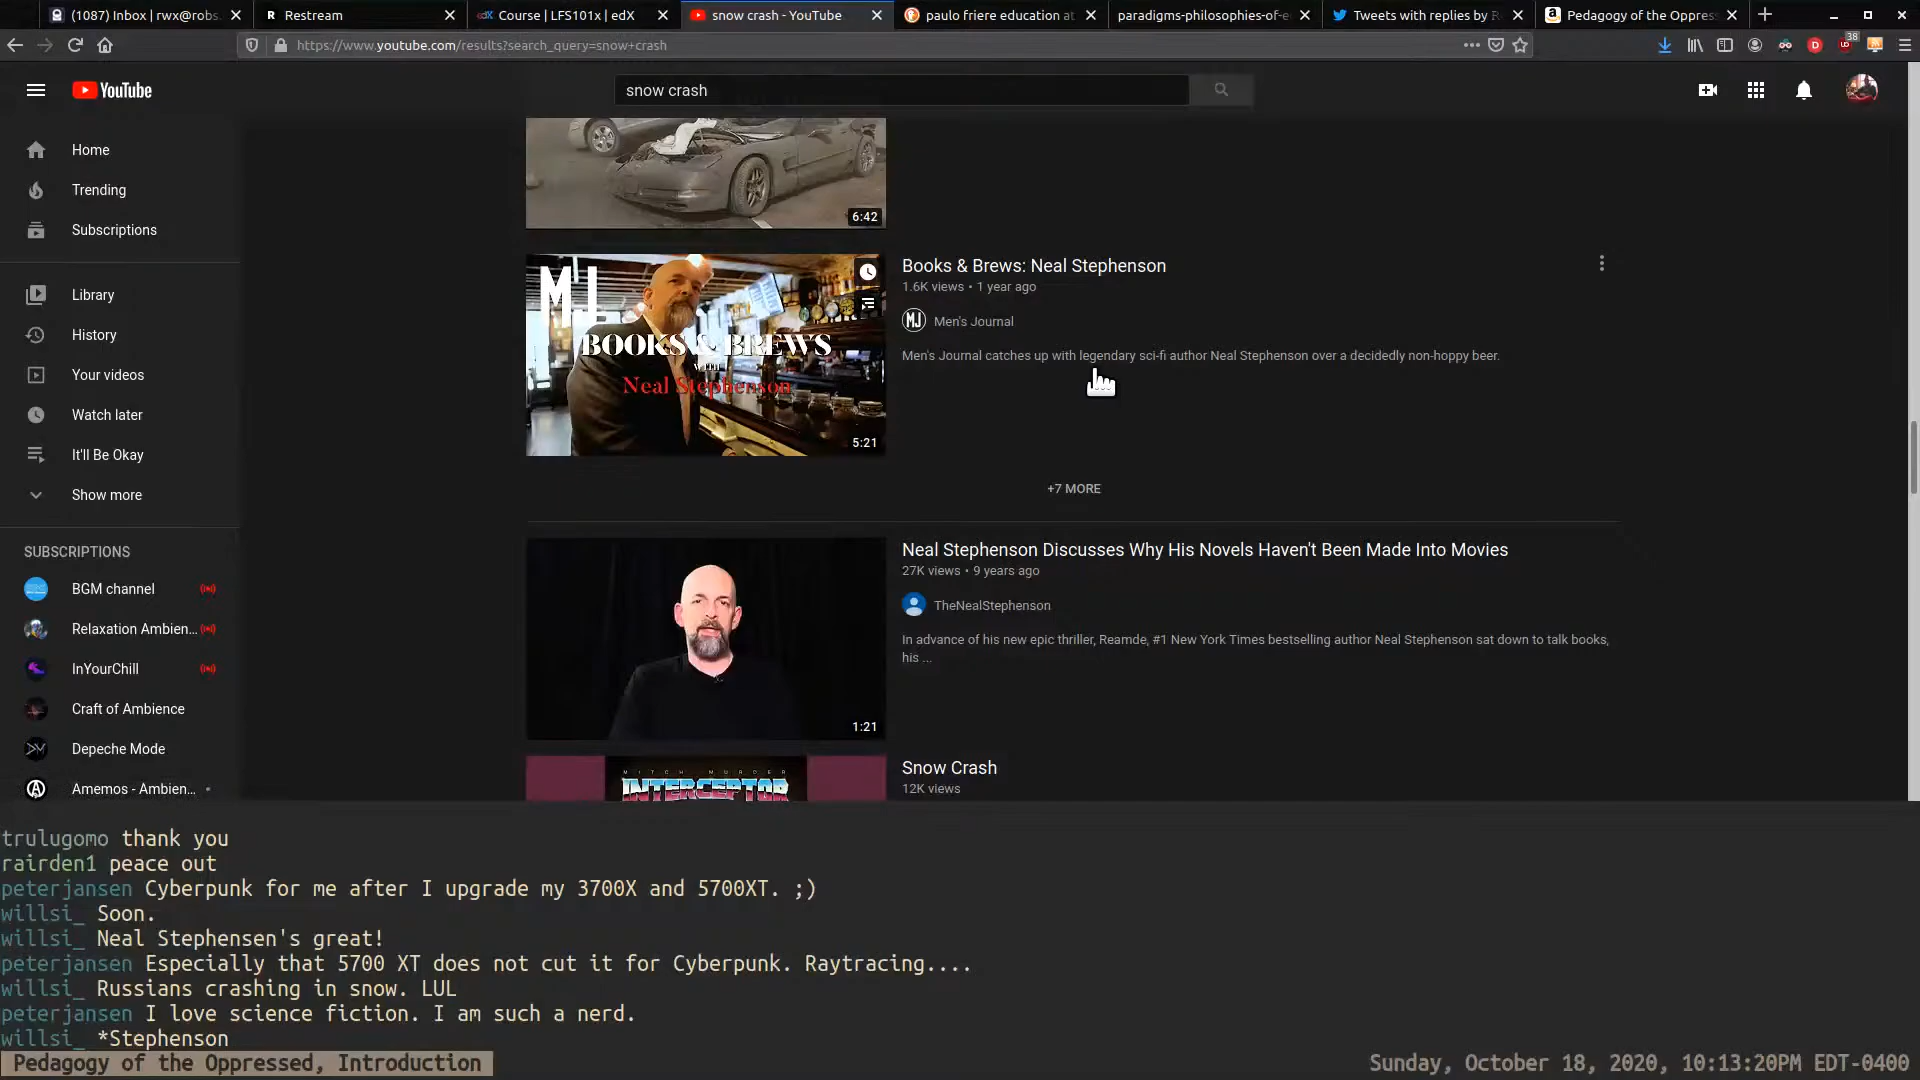 (1087) Inbox | rwx@robs.
Restream
Course | LFS101x | edX
snow crash - YouTube
paulo friere education at
paradigms-philosophies-of-e
Tweets with replies by R
Pedagogy of the Oppress
https://www.youtube.com/results?search_query=snow+crash
38
YouTube
snow crash
Home
Trending
Subscriptions
Library
History
Your videos
Watch later
It'll Be Okay
Show more
SUBSCRIPTIONS
BGM channel
Relaxation Ambien...
InYourChill
Craft of Ambience
Depeche Mode
Amemos - Ambien...
6:42
MJ
BOOKS & BREWS
WITH
Neal Stephenson
5:21
Books & Brews: Neal Stephenson
1.6K views • 1 year ago
MJ Men's Journal
Men's Journal catches up with legendary sci-fi author Neal Stephenson over a decidedly non-hoppy beer.
+7 MORE
1:21
Neal Stephenson Discusses Why His Novels Haven't Been Made Into Movies
27K views • 9 years ago
TheNealStephenson
In advance of his new epic thriller, Reamde, #1 New York Times bestselling author Neal Stephenson sat down to talk books,
his ...
MITCH MURDER
INTERCEPTOR
Snow Crash
12K views
trulugomo thank you
rairden1 peace out
peterjansen Cyberpunk for me after I upgrade my 3700X and 5700XT. ;)
willsi_ Soon.
willsi_ Neal Stephensen's great!
peterjansen Especially that 5700 XT does not cut it for Cyberpunk. Raytracing....
willsi_ Russians crashing in snow. LUL
peterjansen I love science fiction. I am such a nerd.
willsi_ *Stephenson
Pedagogy of the Oppressed, Introduction
Sunday, October 18, 2020, 10:13:20PM EDT-0400